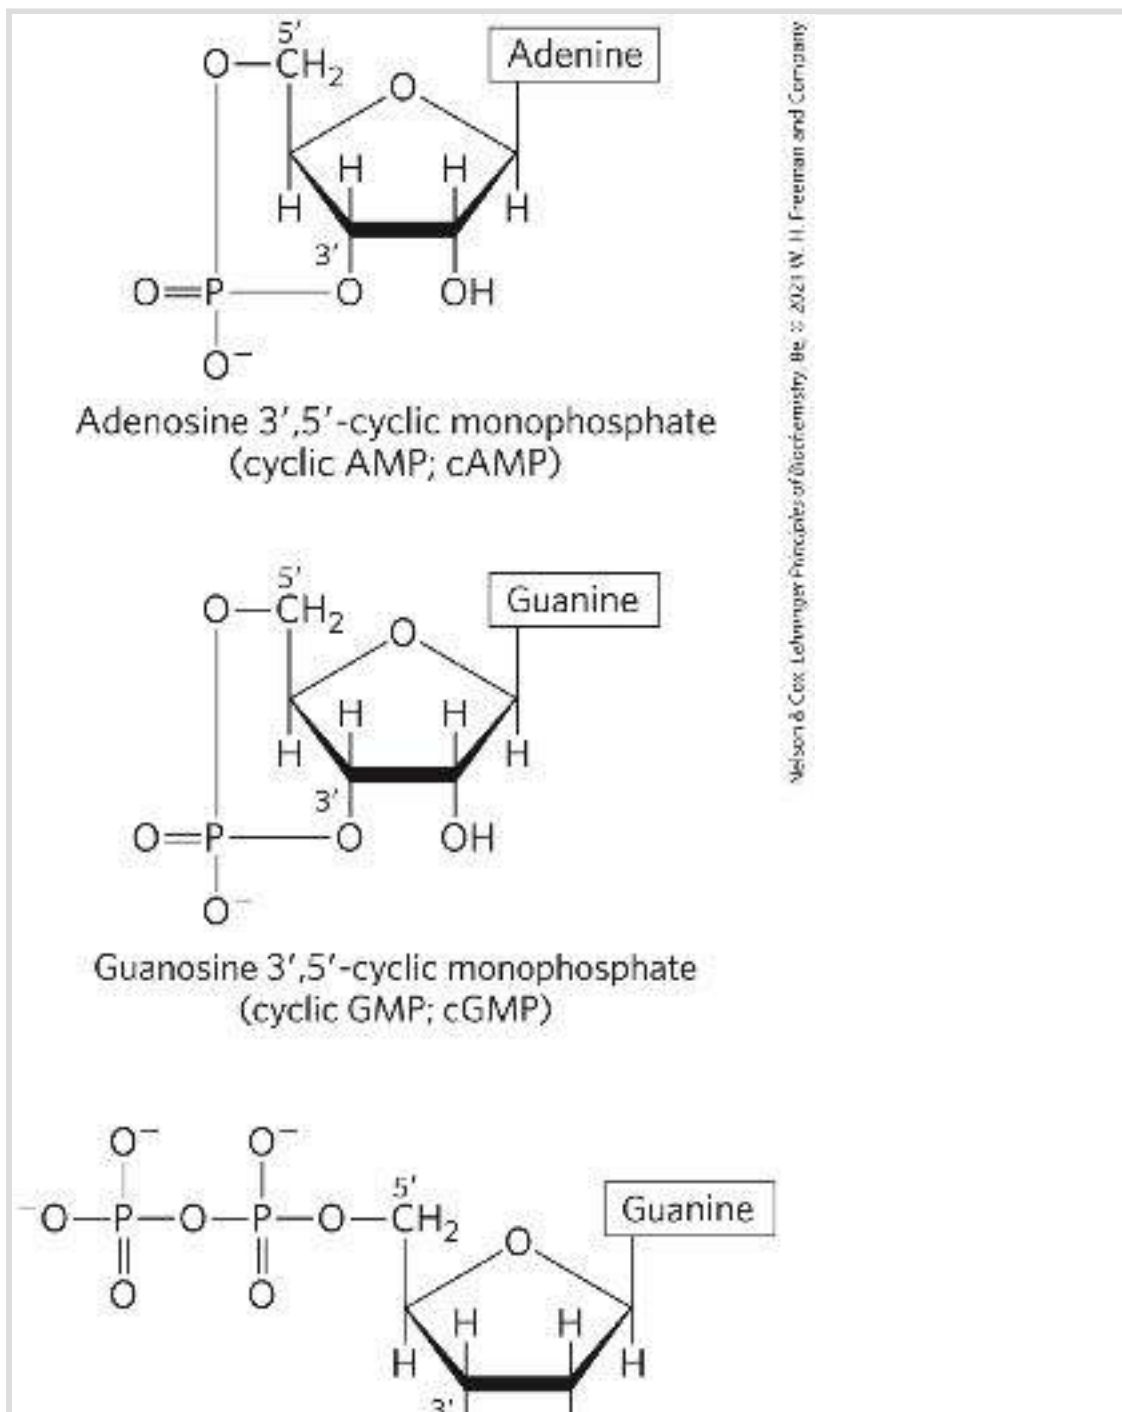 5′
O—CH₂
O
Adenine
H
H
H
H
3′
O=P
O
OH
O⁻
Adenosine 3′,5′-cyclic monophosphate
(cyclic AMP; cAMP)
5′
O—CH₂
O
Guanine
H
H
H
H
3′
O=P
O
OH
O⁻
Guanosine 3′,5′-cyclic monophosphate
(cyclic GMP; cGMP)
O⁻
O⁻
⁻O—P—O—P—O—CH₂
5′
O
Guanine
O
O
H
H
H
H
3′
Nelson & Cox, Lehninger Principles of Biochemistry, 8e, © 2021 W. H. Freeman and Company